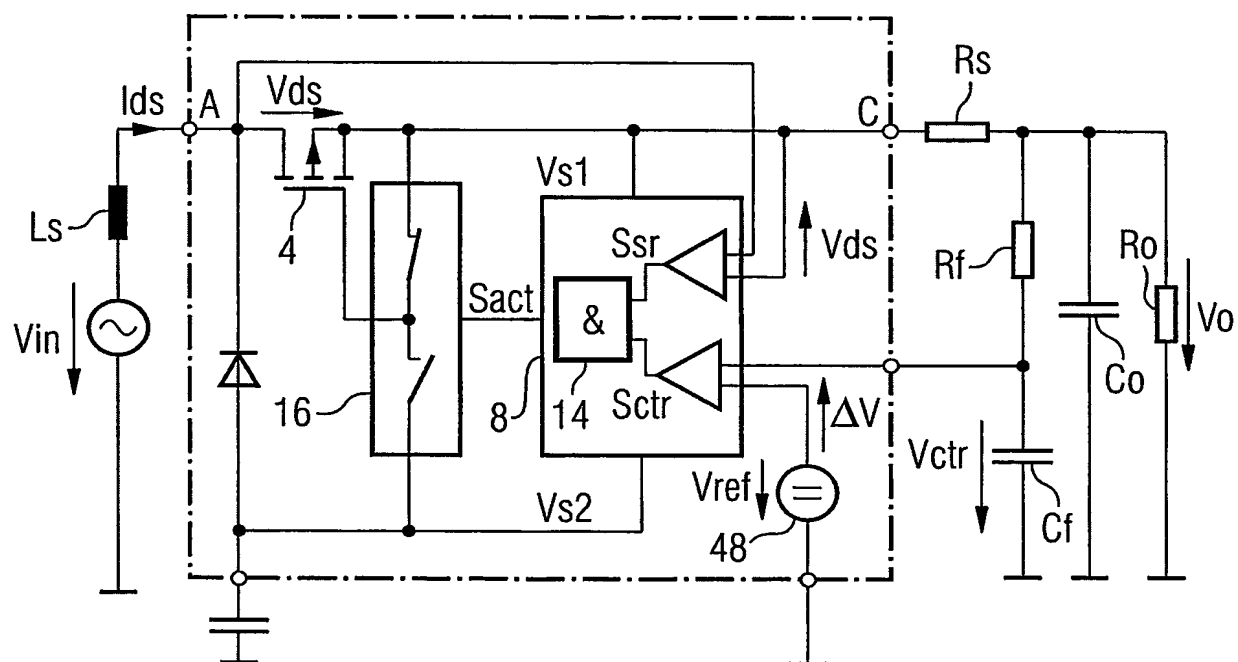 Ids
A
Vds
C
Rs
Ls
4
Vs1
Ssr
Vds
Rf
Ro
Vin
Sact
&
Vo
Co
16
8
14
Sctr
ΔV
Vctr
Vref
=
Vs2
48
Cf